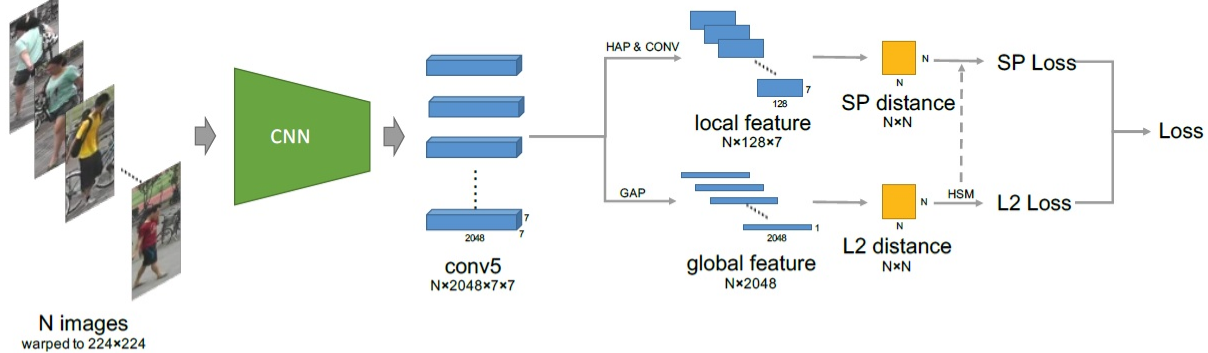 N images
warped to 224×224
CNN
2048
7
7
conv5
N×2048×7×7
HAP & CONV
128
7
local feature
N×128×7
GAP
2048
1
global feature
N×2048
N
N
SP distance
N×N
SP Loss
N
N
L2 distance
N×N
HSM
L2 Loss
Loss